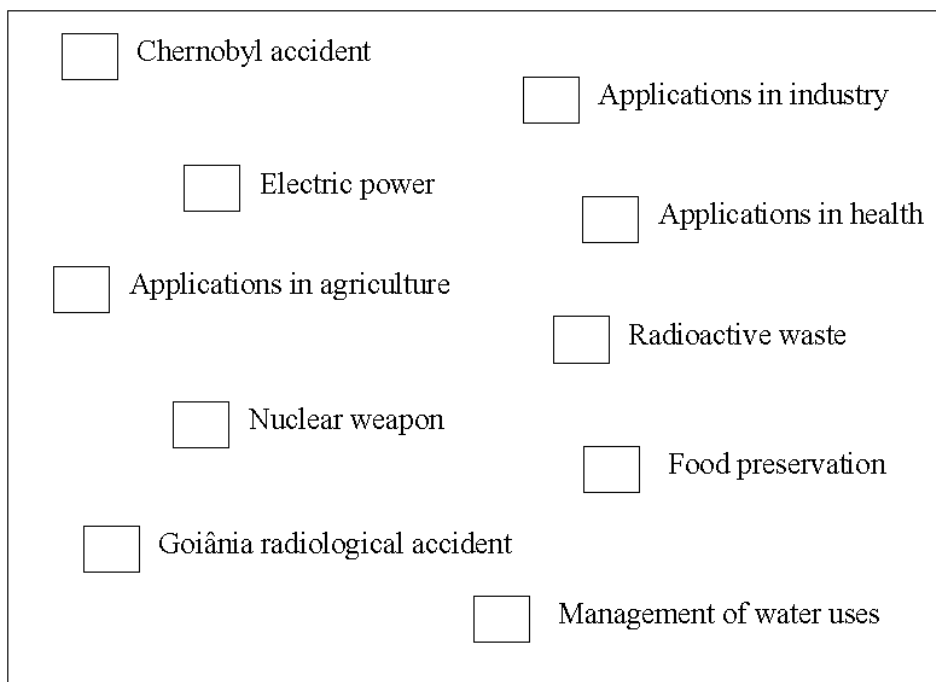 Chernobyl accident
Applications in industry
Electric power
Applications in health
Applications in agriculture
Radioactive waste
Nuclear weapon
Food preservation
Goiânia radiological accident
Management of water uses